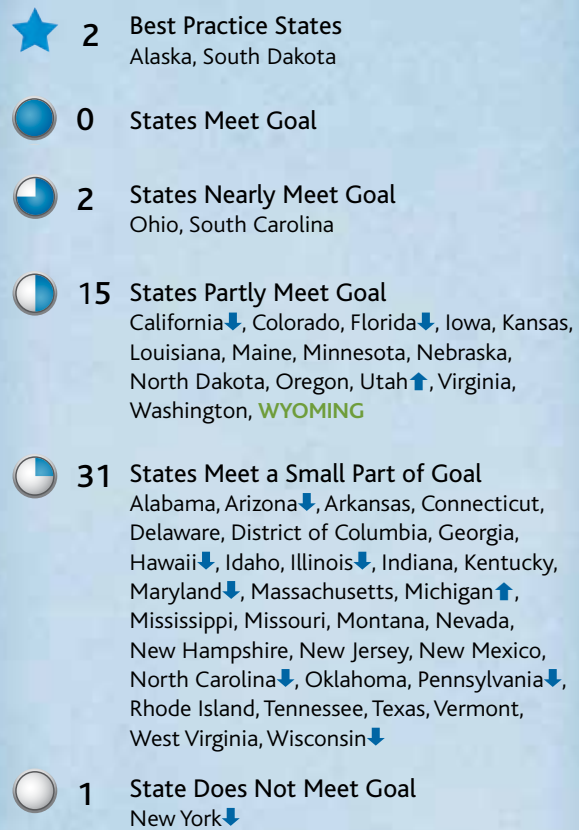 2 Best Practice States
Alaska, South Dakota
0 States Meet Goal
2 States Nearly Meet Goal
Ohio, South Carolina
15 States Partly Meet Goal
California⬇, Colorado, Florida⬇, Iowa, Kansas,
Louisiana, Maine, Minnesota, Nebraska,
North Dakota, Oregon, Utah⬆, Virginia,
Washington, WYOMING
31 States Meet a Small Part of Goal
Alabama, Arizona⬇, Arkansas, Connecticut,
Delaware, District of Columbia, Georgia,
Hawaii⬇, Idaho, Illinois⬇, Indiana, Kentucky,
Maryland⬇, Massachusetts, Michigan⬆,
Mississippi, Missouri, Montana, Nevada,
New Hampshire, New Jersey, New Mexico,
North Carolina⬇, Oklahoma, Pennsylvania⬇,
Rhode Island, Tennessee, Texas, Vermont,
West Virginia, Wisconsin⬇
1 State Does Not Meet Goal
New York⬇